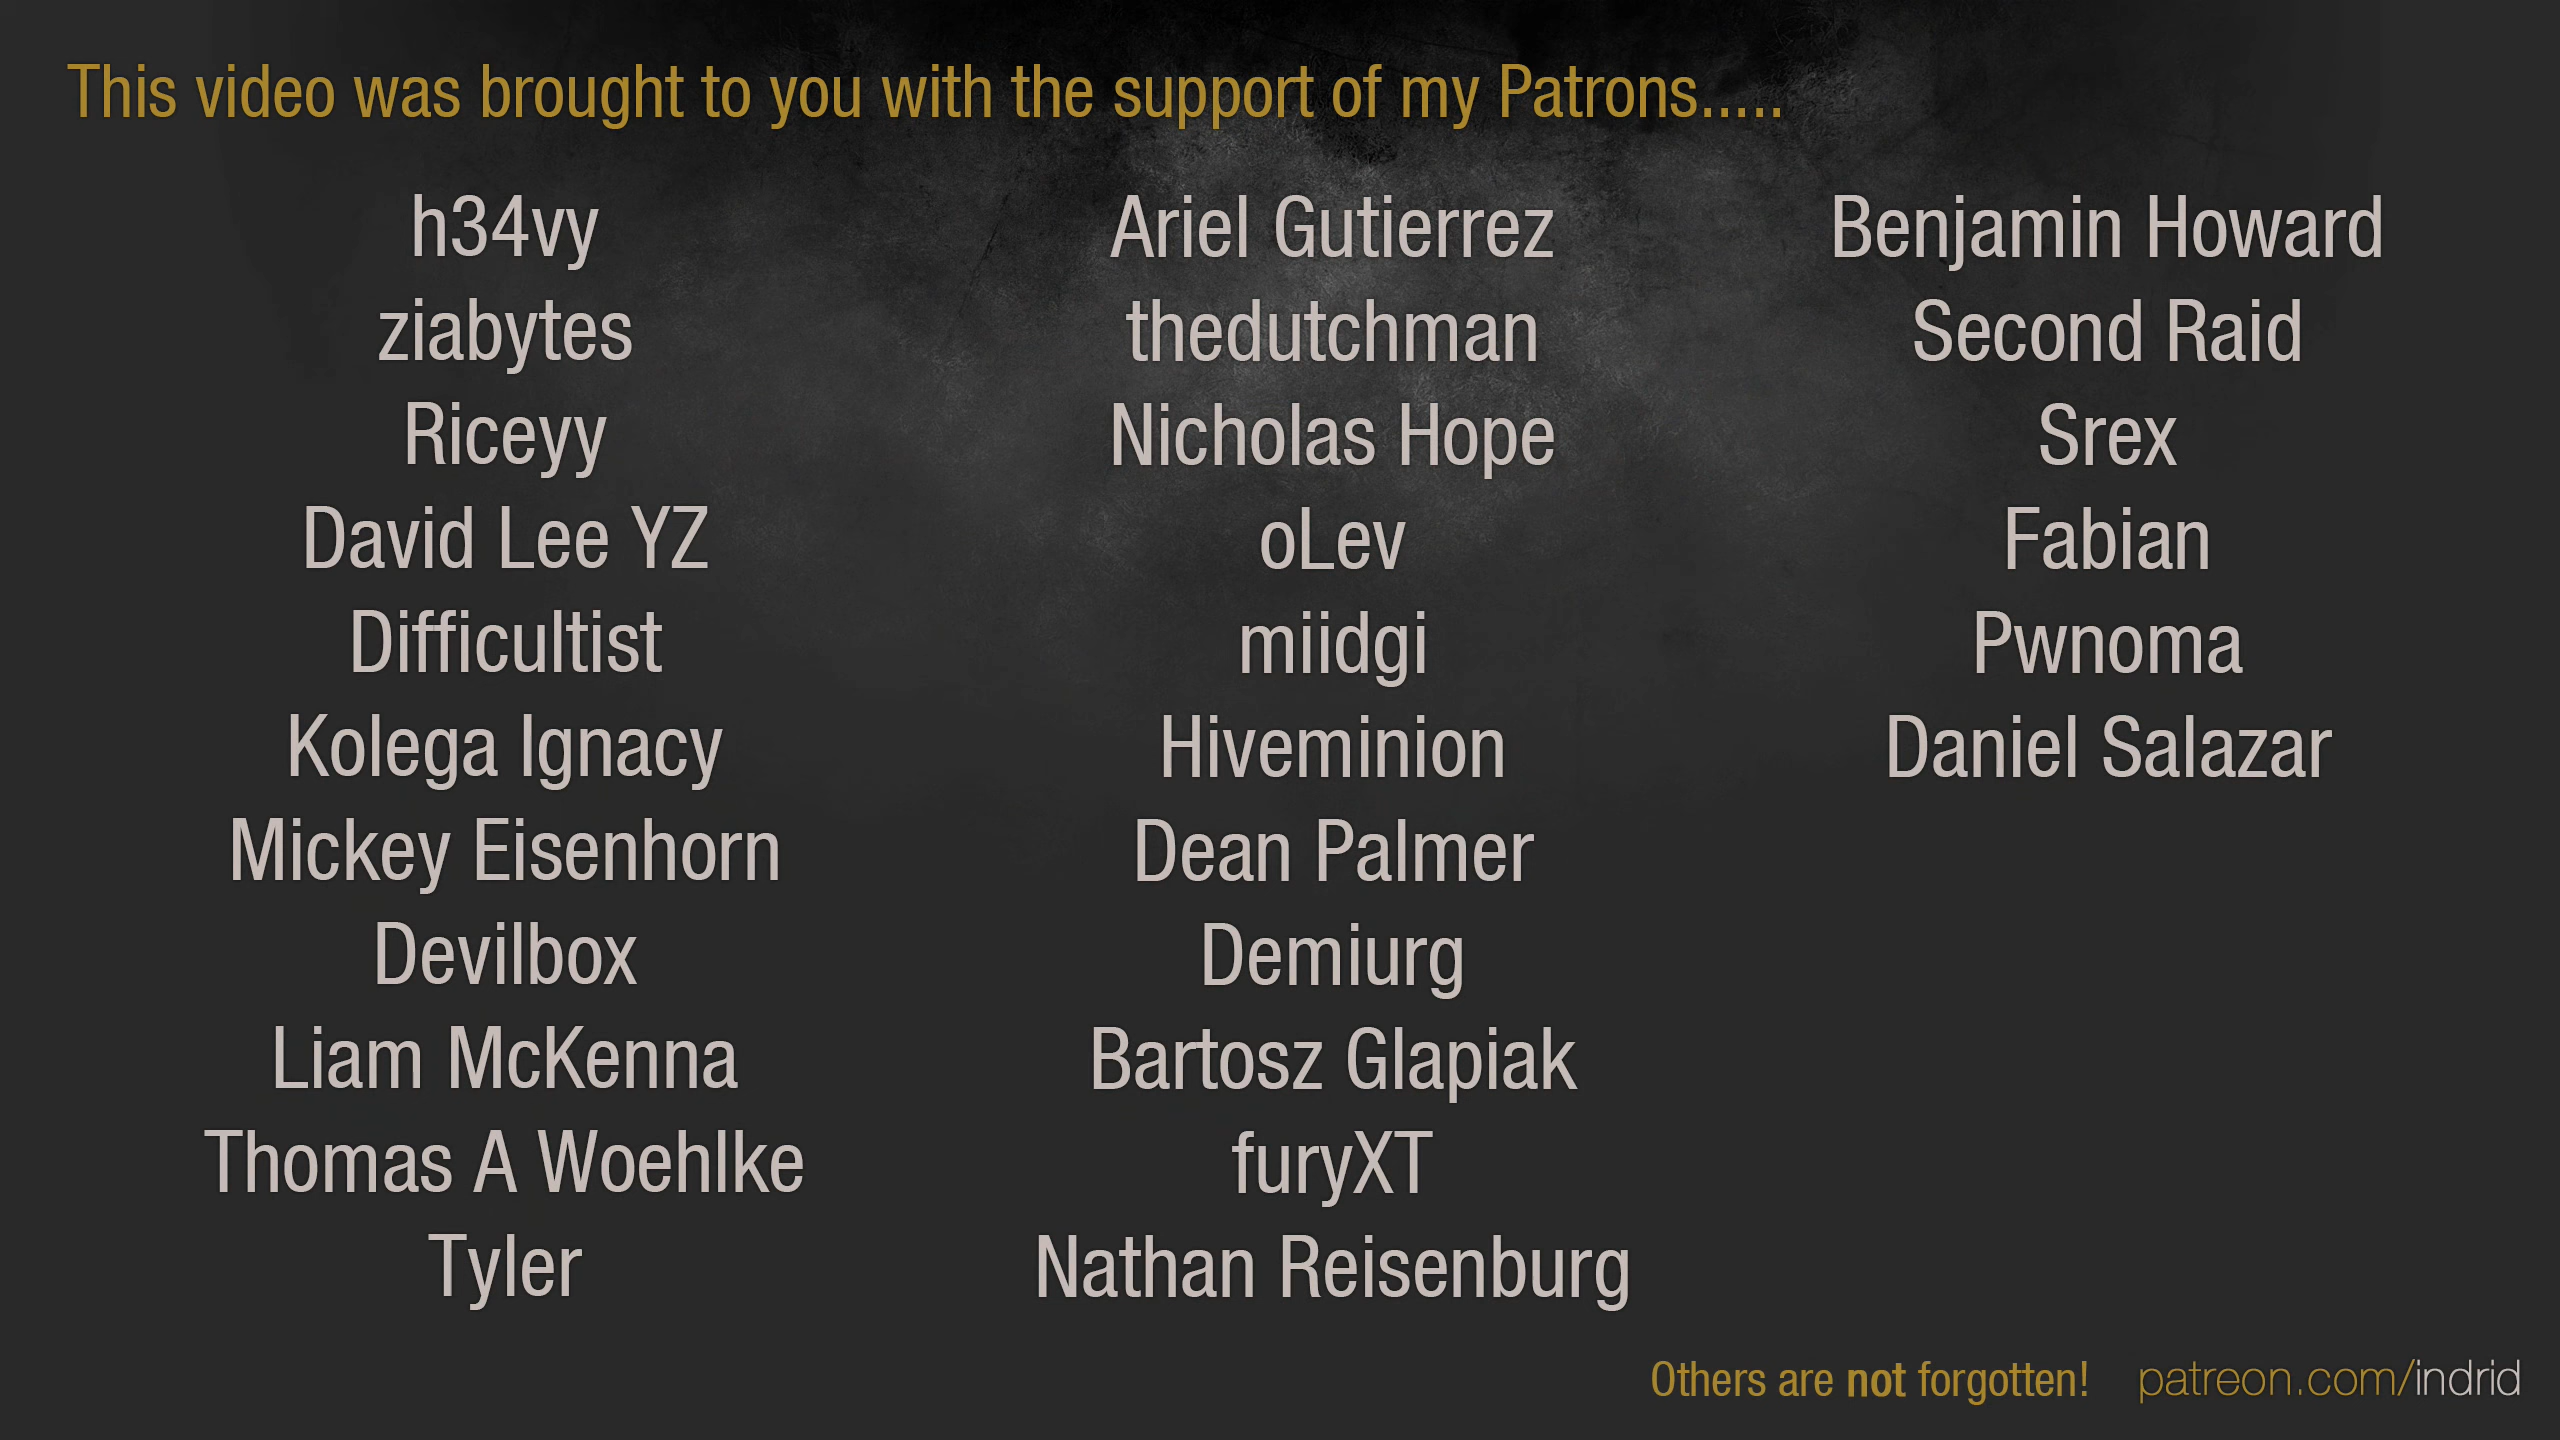 This video was brought to you with the support of my Patrons.....
h34vy
ziabytes
Riceyy
David Lee YZ
Difficultist
Kolega Ignacy
Mickey Eisenhorn
Devilbox
Liam McKenna
Thomas A Woehlke
Tyler
Ariel Gutierrez
thedutchman
Nicholas Hope
oLev
miidgi
Hiveminion
Dean Palmer
Demiurg
Bartosz Glapiak
furyXT
Nathan Reisenburg
Benjamin Howard
Second Raid
Srex
Fabian
Pwnoma
Daniel Salazar
Others are not forgotten! patreon.com/indrid